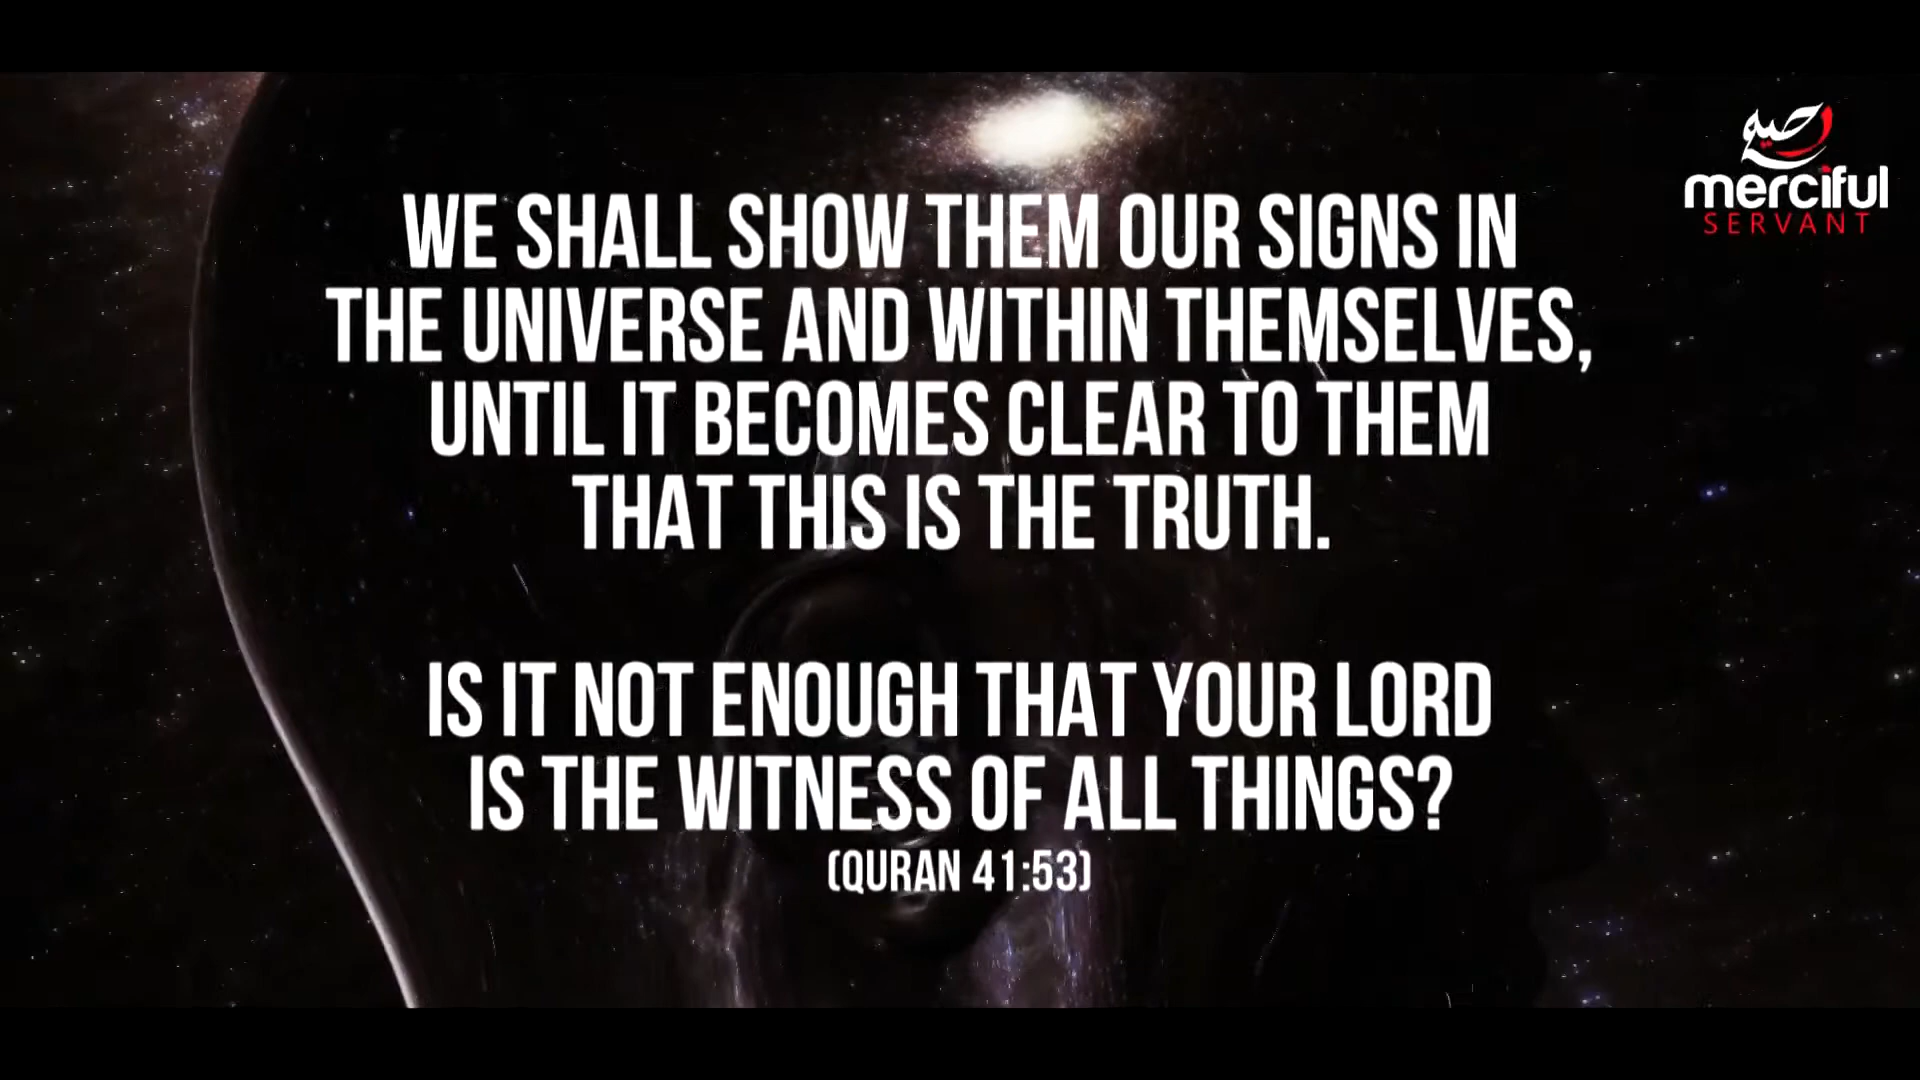 WE SHALL SHOW THEM OUR SIGNS IN
THE UNIVERSE AND WITHIN THEMSELVES,
UNTIL IT BECOMES CLEAR TO THEM
THAT THIS IS THE TRUTH.
IS IT NOT ENOUGH THAT YOUR LORD
IS THE WITNESS OF ALL THINGS?
(QURAN 41:53)
merciful
SERVANT